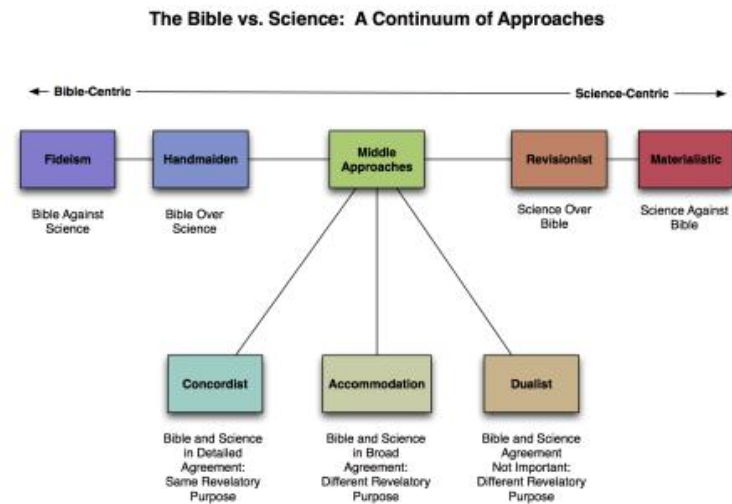 The Bible vs. Science: A Continuum of Approaches
Bible-Centric
Science-Centric
Fideism
Handmaiden
Middle
Approaches
Revisionist
Materialistic
Bible Against
Science
Bible Over
Science
Science Over
Bible
Science Against
Bible
Concordist
Accommodation
Dualist
Bible and Science
in Detailed
Agreement:
Same Revelatory
Purpose
Bible and Science
in Broad
Agreement:
Different Revelatory
Purpose
Bible and Science
Agreement
Not Important:
Different Revelatory
Purpose